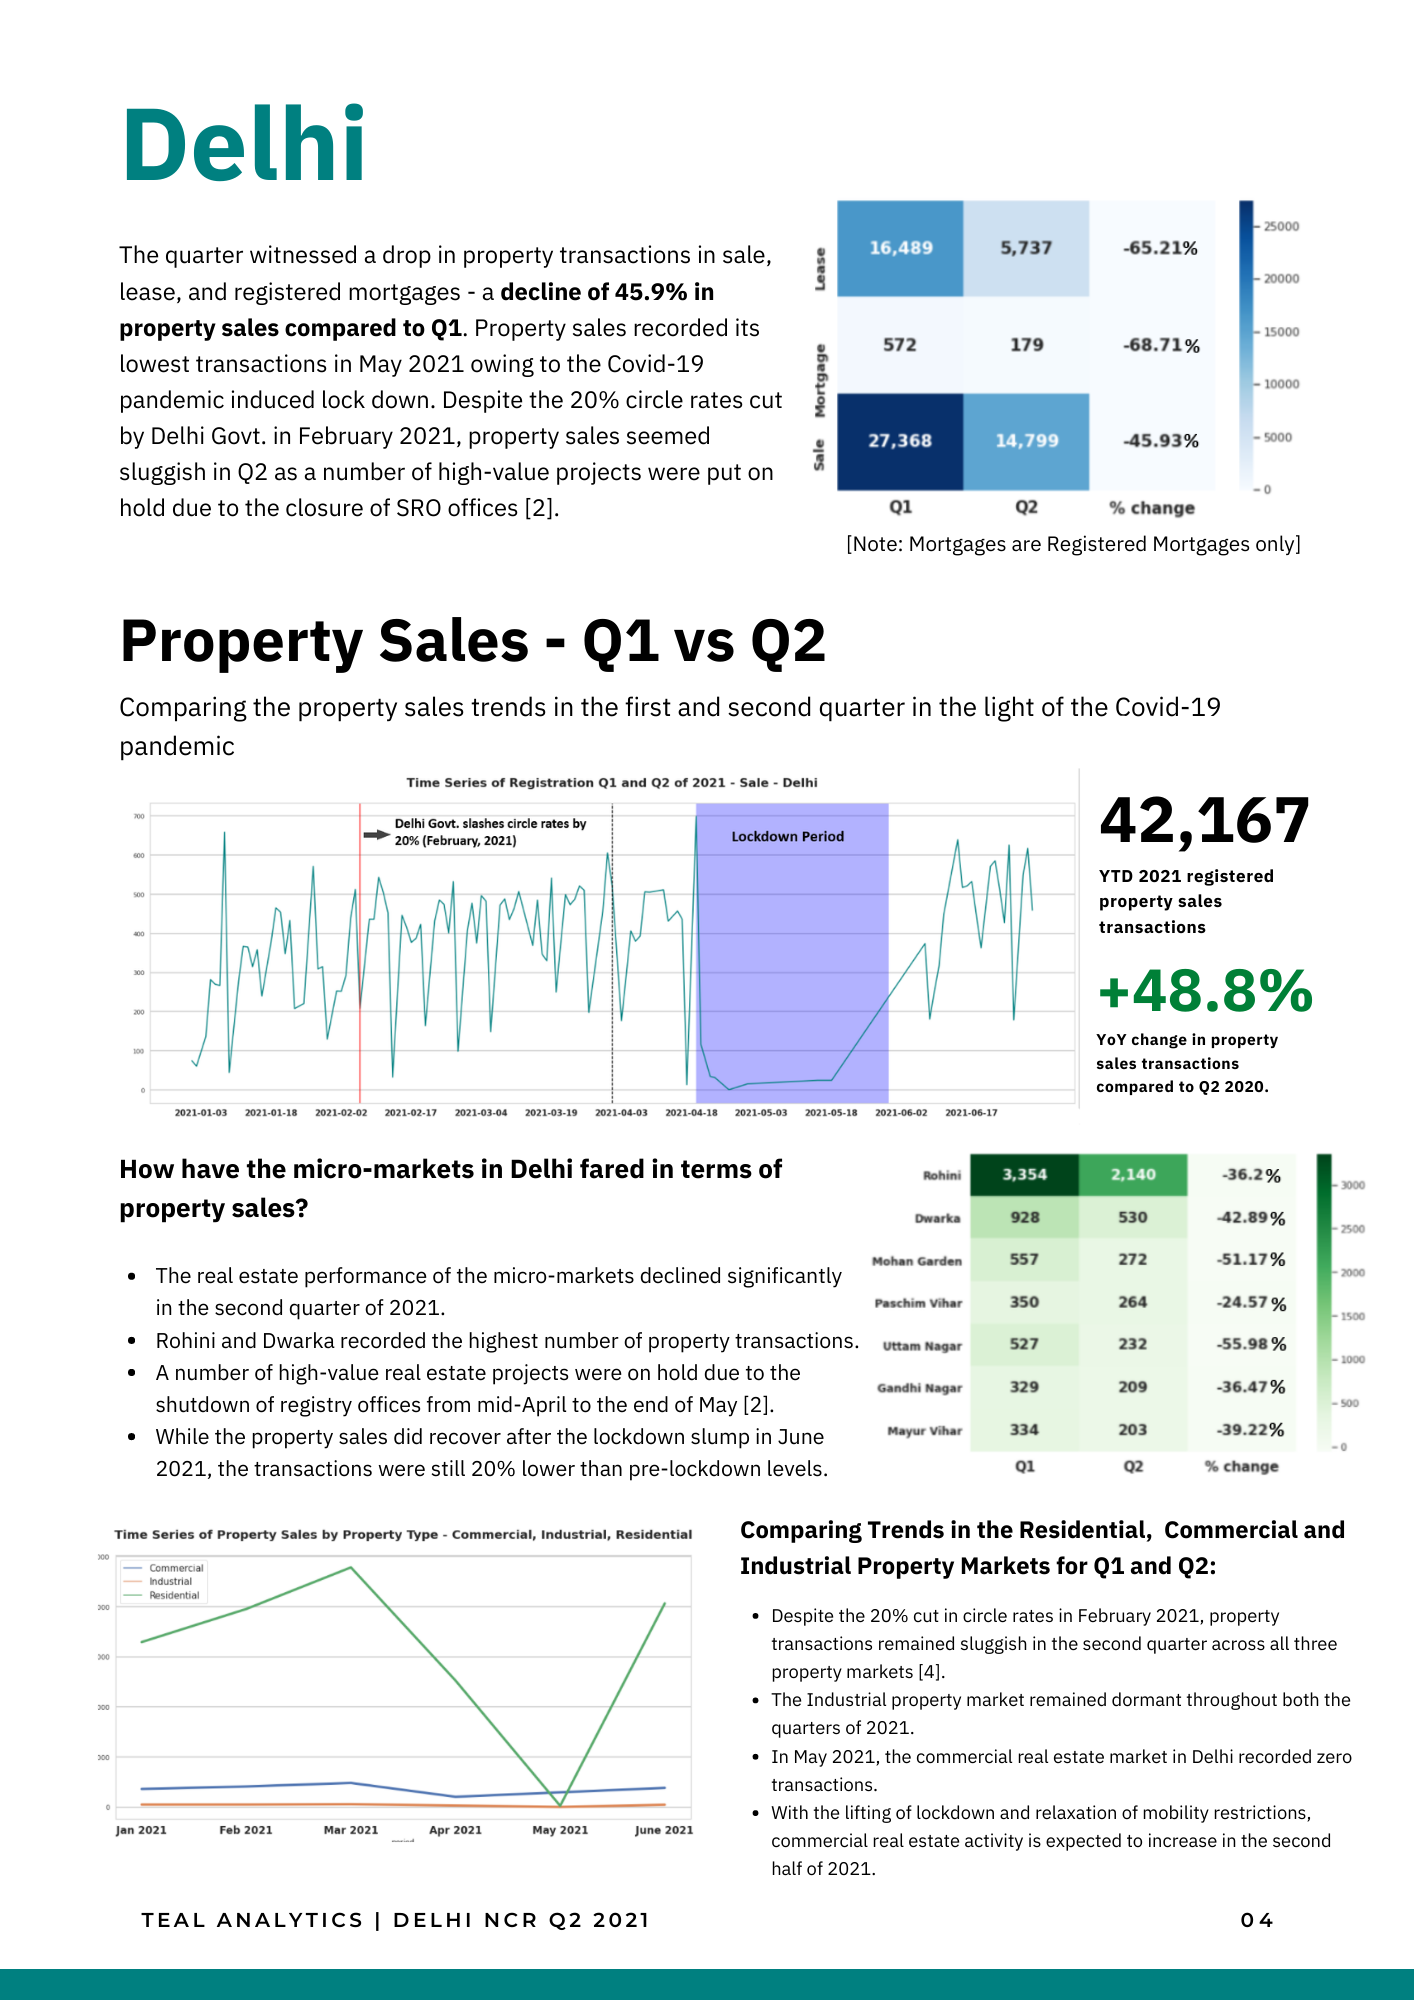 Delhi
The quarter witnessed a drop in property transactions in sale,
lease, and registered mortgages - a decline of 45.9% in
property sales compared to Q1. Property sales recorded its
lowest transactions in May 2021 owing to the Covid-19
pandemic induced lock down. Despite the 20% circle rates cut
by Delhi Govt. in February 2021, property sales seemed
sluggish in Q2 as a number of high-value projects were put on
hold due to the closure of SRO offices [2].
Lease 16,489 5,737 -65.21%
Mortgage 572 179 -68.71%
Sale 27,368 14,799 -45.93%
Q1 Q2 % change
25000
20000
15000
10000
5000
0
[Note: Mortgages are Registered Mortgages only]
Property Sales - Q1 vs Q2
Comparing the property sales trends in the first and second quarter in the light of the Covid-19
pandemic
Time Series of Registration Q1 and Q2 of 2021 - Sale - Delhi
700
600
500
400
300
200
100
0
Delhi Govt. slashes circle rates by
20% (February, 2021)
Lockdown Period
2021-01-03 2021-01-18 2021-02-02 2021-02-17 2021-03-04 2021-03-19 2021-04-03 2021-04-18 2021-05-03 2021-05-18 2021-06-02 2021-06-17
42,167
YTD 2021 registered
property sales
transactions
+48.8%
YoY change in property
sales transactions
compared to Q2 2020.
How have the micro-markets in Delhi fared in terms of
property sales?
• The real estate performance of the micro-markets declined significantly
in the second quarter of 2021.
• Rohini and Dwarka recorded the highest number of property transactions.
• A number of high-value real estate projects were on hold due to the
shutdown of registry offices from mid-April to the end of May [2].
• While the property sales did recover after the lockdown slump in June
2021, the transactions were still 20% lower than pre-lockdown levels.
Rohini 3,354 2,140 -36.2%
Dwarka 928 530 -42.89%
Mohan Garden 557 272 -51.17%
Paschim Vihar 350 264 -24.57%
Uttam Nagar 527 232 -55.98%
Gandhi Nagar 329 209 -36.47%
Mayur Vihar 334 203 -39.22%
Q1 Q2 % change
3000
2500
2000
1500
1000
500
0
Time Series of Property Sales by Property Type - Commercial, Industrial, Residential
Commercial
Industrial
Residential
000
000
000
000
000
0
Jan 2021 Feb 2021 Mar 2021 Apr 2021 May 2021 June 2021
Comparing Trends in the Residential, Commercial and
Industrial Property Markets for Q1 and Q2:
• Despite the 20% cut in circle rates in February 2021, property
transactions remained sluggish in the second quarter across all three
property markets [4].
• The Industrial property market remained dormant throughout both the
quarters of 2021.
• In May 2021, the commercial real estate market in Delhi recorded zero
transactions.
• With the lifting of lockdown and relaxation of mobility restrictions,
commercial real estate activity is expected to increase in the second
half of 2021.
TEAL ANALYTICS | DELHI NCR Q2 2021
04